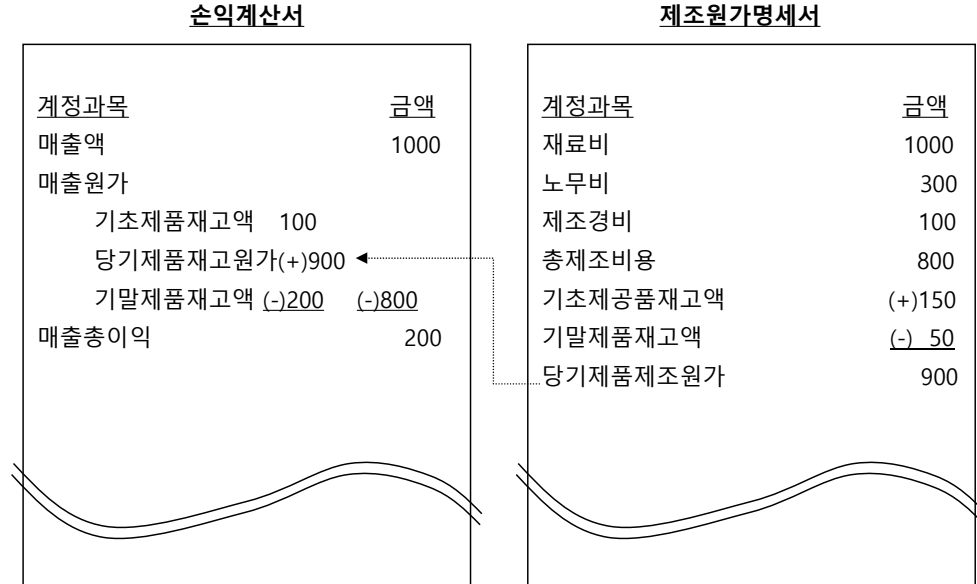 손익계산서
계정과목 금액
매출액 1000
매출원가
기초제품재고액 100
당기제품재고원가(+)900
기말제품재고액 (-)200 (-)800
매출총이익 200
제조원가명세서
계정과목 금액
재료비 1000
노무비 300
제조경비 100
총제조비용 800
기초제공품재고액 (+)150
기말제품재고액 (-) 50
당기제품제조원가 900